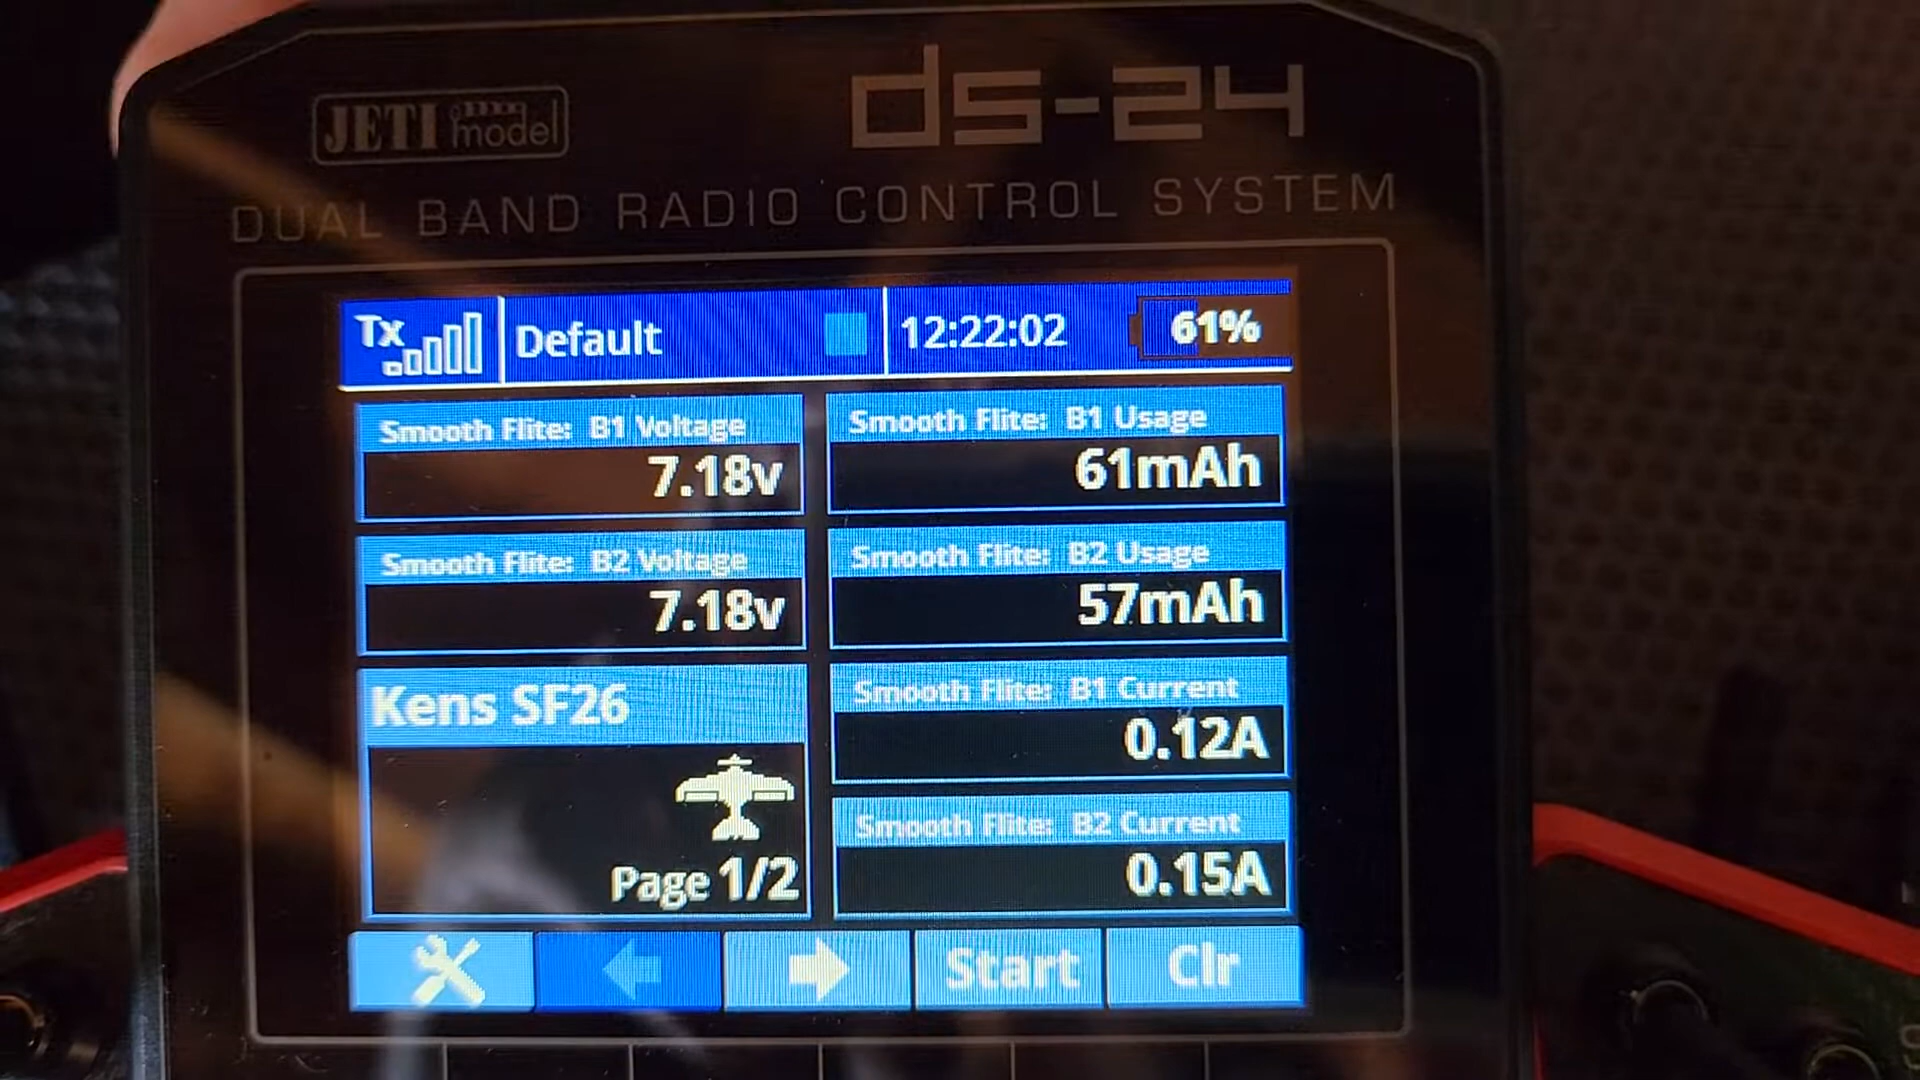 JETI model
ds-24
DUAL BAND RADIO CONTROL SYSTEM
Tx Default 12:22:02 61%
Smooth Flite: B1 Voltage
7.18v
Smooth Flite: B1 Usage
61mAh
Smooth Flite: B2 Voltage
7.18v
Smooth Flite: B2 Usage
57mAh
Kens SF26
Page 1/2
Smooth Flite: B1 Current
0.12A
Smooth Flite: B2 Current
0.15A
Start Clr